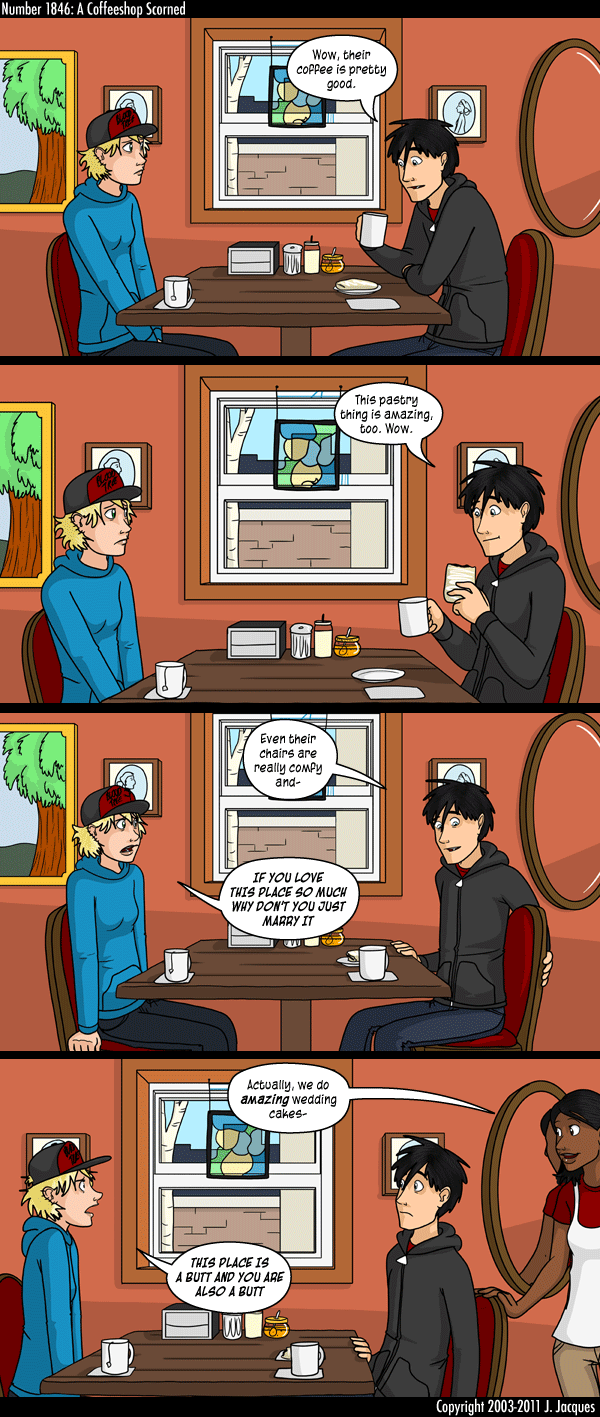 Number 1846: A Coffeeshop Scorned
Wow, their
coffee is pretty
good.
This pastry
thing is amazing,
too. Wow.
Even their
chairs are
really comfy
and-
IF YOU LOVE
THIS PLACE SO MUCH
WHY DON'T YOU JUST
MARRY IT
Actually, we do
amazing wedding
cakes-
THIS PLACE IS
A BUTT AND YOU ARE
ALSO A BUTT
Copyright 2003-2011 J. Jacques